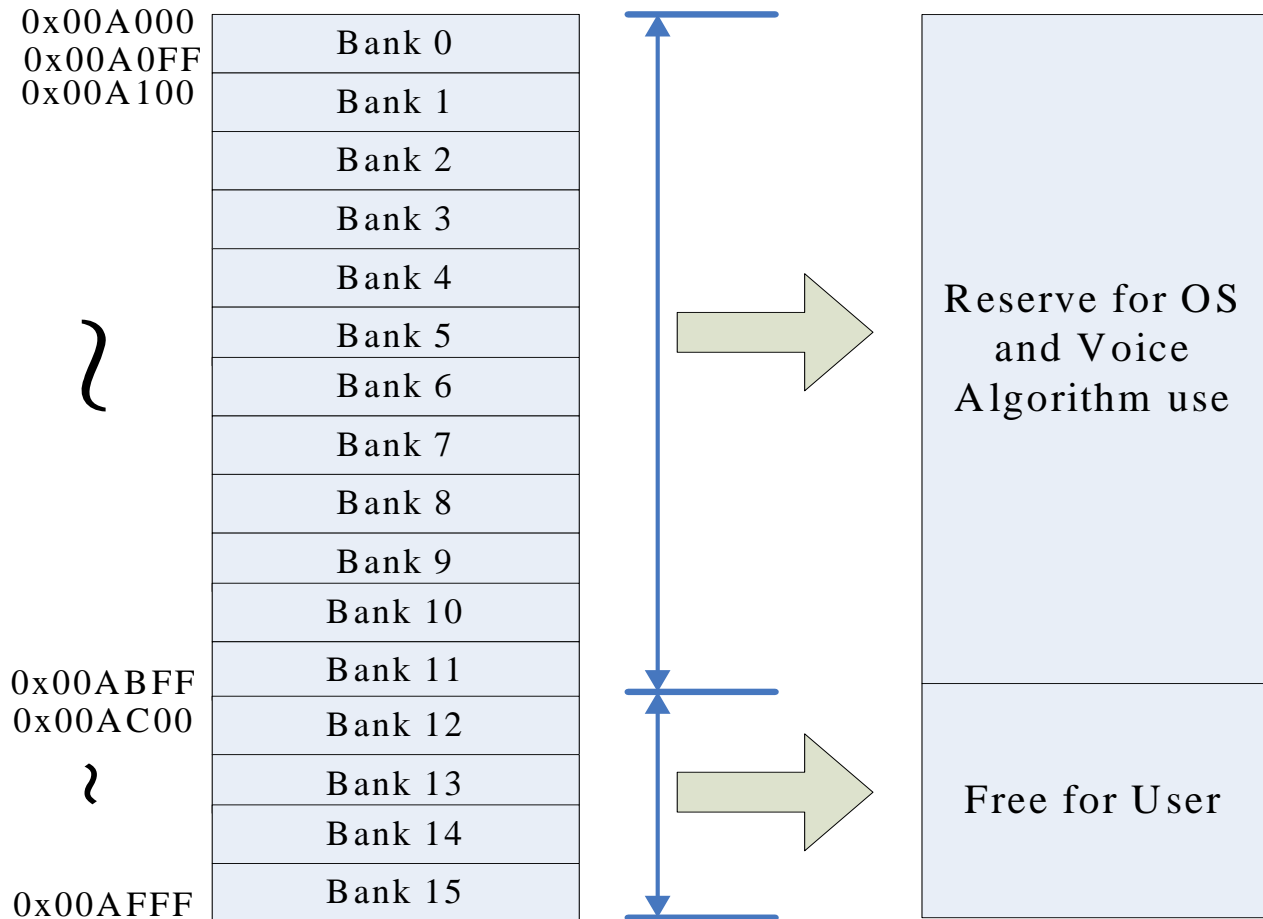 0x00A000
0x00A0FF
0x00A100
0x00ABFF
0x00AC00
0x00AFFF
Bank 0
Bank 1
Bank 2
Bank 3
Bank 4
Bank 5
Bank 6
Bank 7
Bank 8
Bank 9
Bank 10
Bank 11
Bank 12
Bank 13
Bank 14
Bank 15
Reserve for OS
and Voice
Algorithm use
Free for User